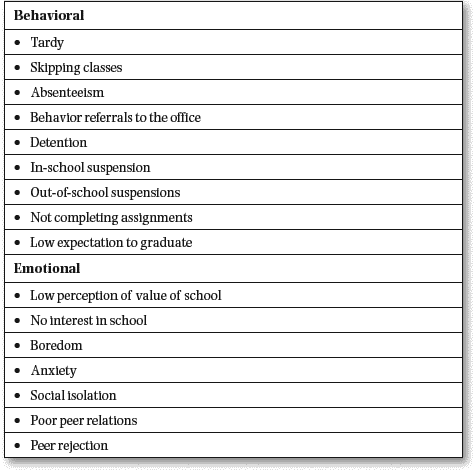 Behavioral
• Tardy
• Skipping classes
• Absenteeism
• Behavior referrals to the office
• Detention
• In-school suspension
• Out-of-school suspensions
• Not completing assignments
• Low expectation to graduate
Emotional
• Low perception of value of school
• No interest in school
• Boredom
• Anxiety
• Social isolation
• Poor peer relations
• Peer rejection